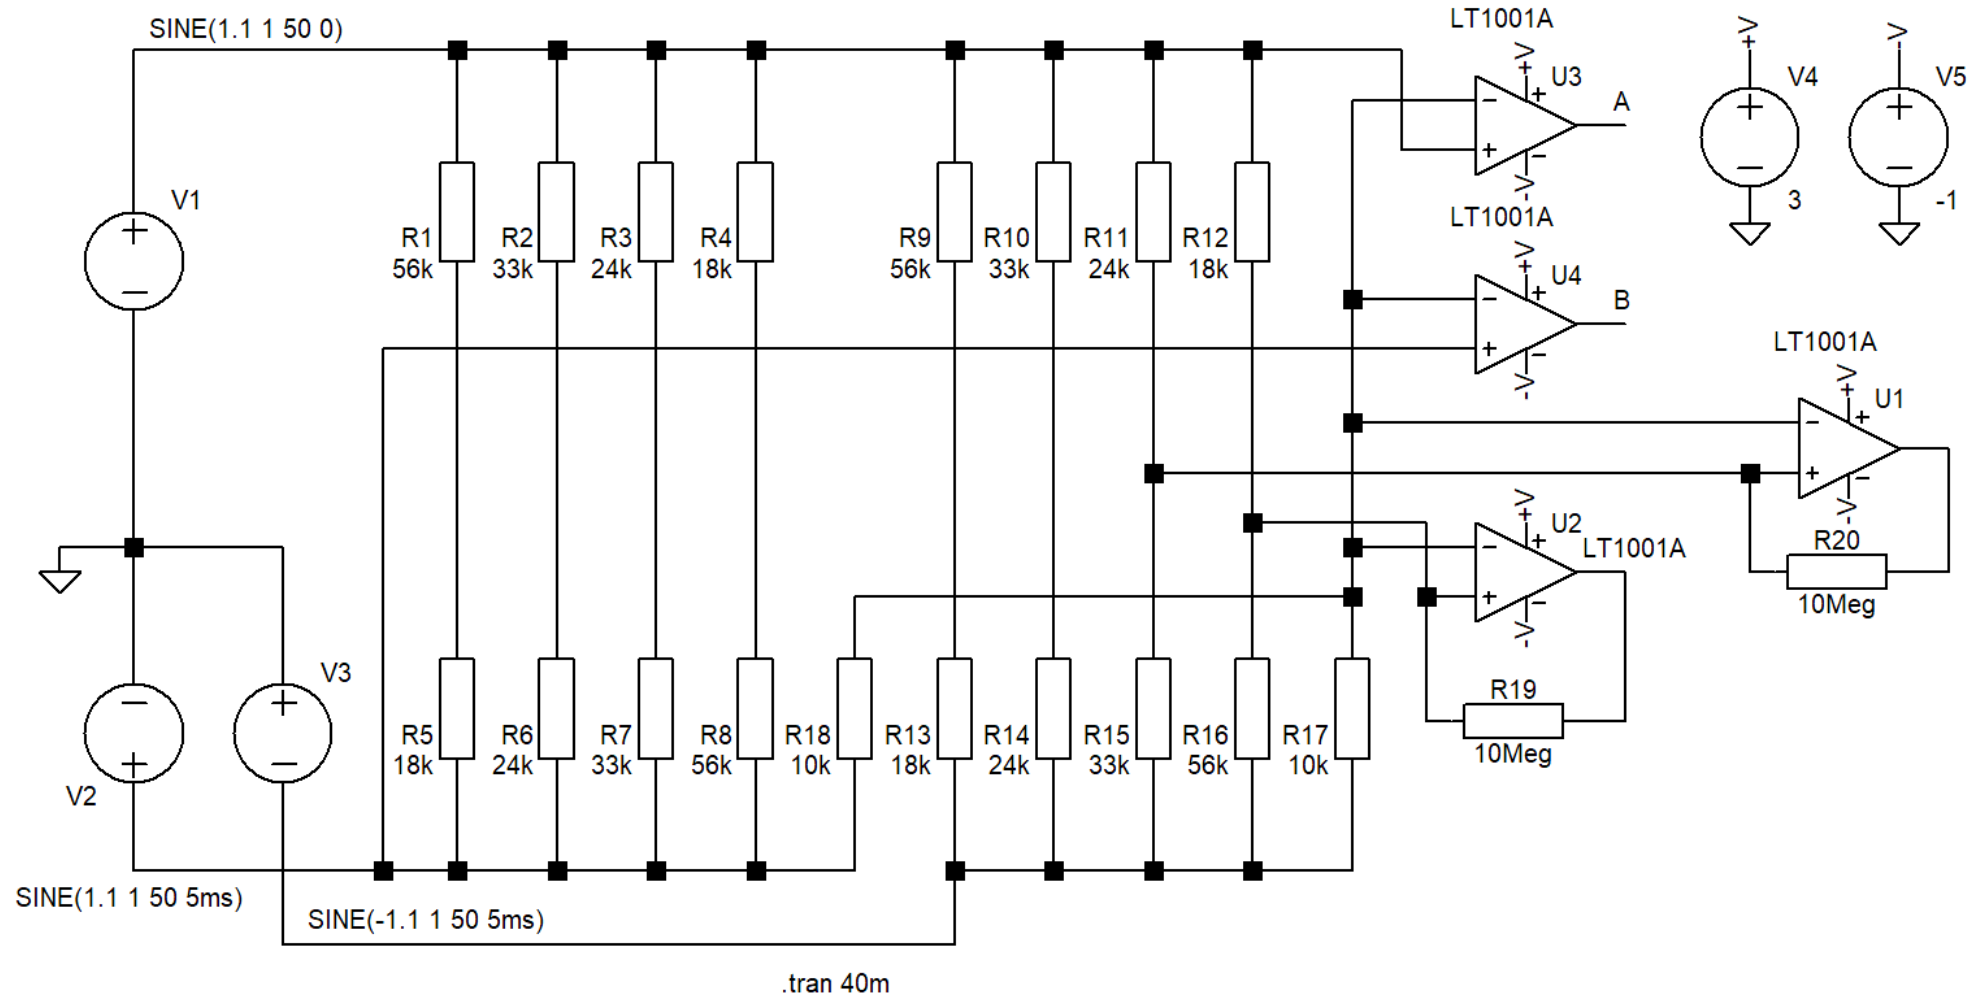 SINE(1.1 1 50 0)
LT1001A
+V
U3
A
-V
+V
V4
3
-V
V5
-1
V1
R1
56k
R2
33k
R3
24k
R4
18k
R9
56k
R10
33k
R11
24k
R12
18k
LT1001A
+V
U4
B
-V
LT1001A
+V
U1
-V
R20
10Meg
+V
U2
LT1001A
-V
R19
10Meg
V3
V2
R5
18k
R6
24k
R7
33k
R8
56k
R18
10k
R13
18k
R14
24k
R15
33k
R16
56k
R17
10k
SINE(1.1 1 50 5ms)
SINE(-1.1 1 50 5ms)
.tran 40m